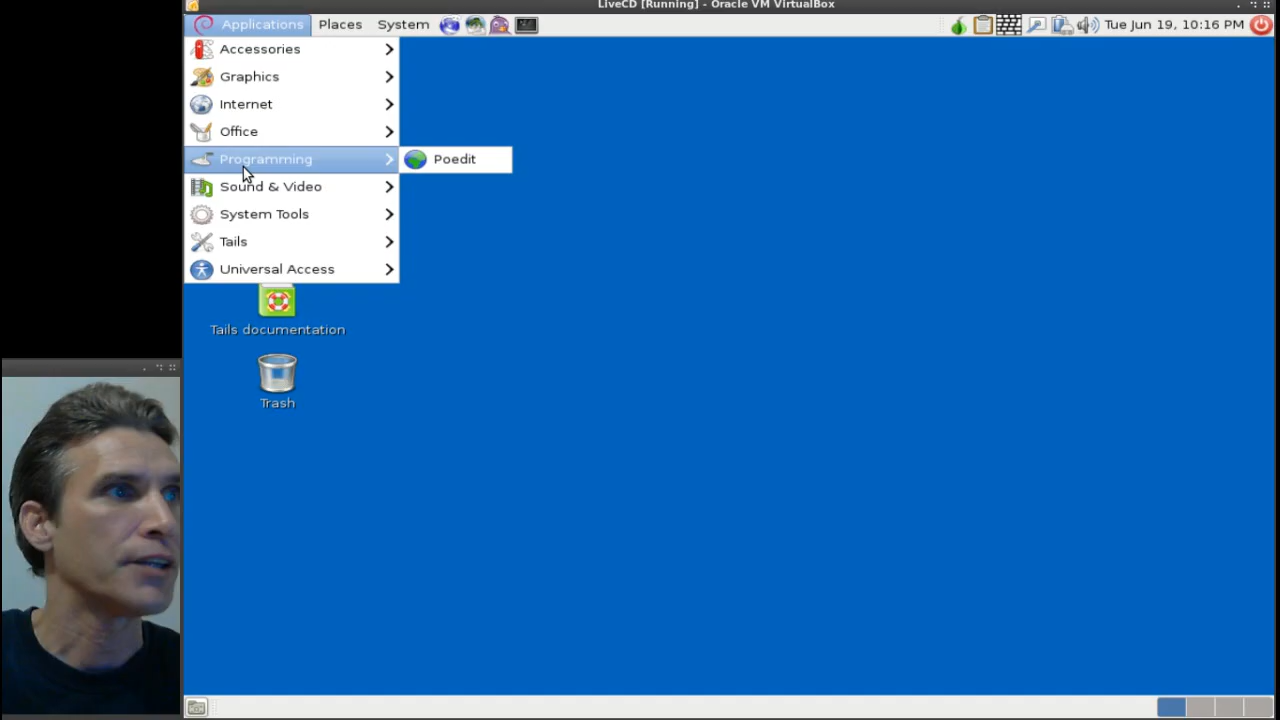 LiveCD [Running] - Oracle VM VirtualBox
Applications Places System Tue Jun 19, 10:16 PM
Accessories
Graphics
Internet
Office
Programming Poedit
Sound & Video
System Tools
Tails
Universal Access
Tails documentation
Trash